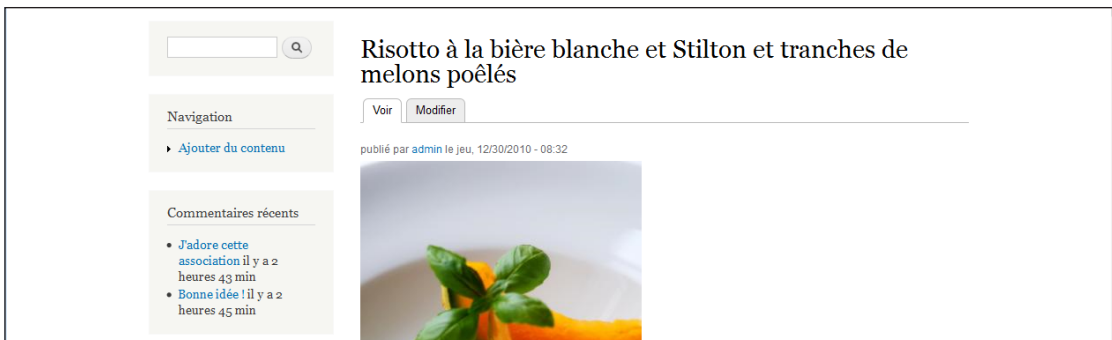 Navigation
Ajouter du contenu
Commentaires récents
J'adore cette
association il y a 2
heures 43 min
Bonne idée ! il y a 2
heures 45 min
Risotto à la bière blanche et Stilton et tranches de
melons poêlés
Voir Modifier
publié par admin le jeu, 12/30/2010 - 08:32